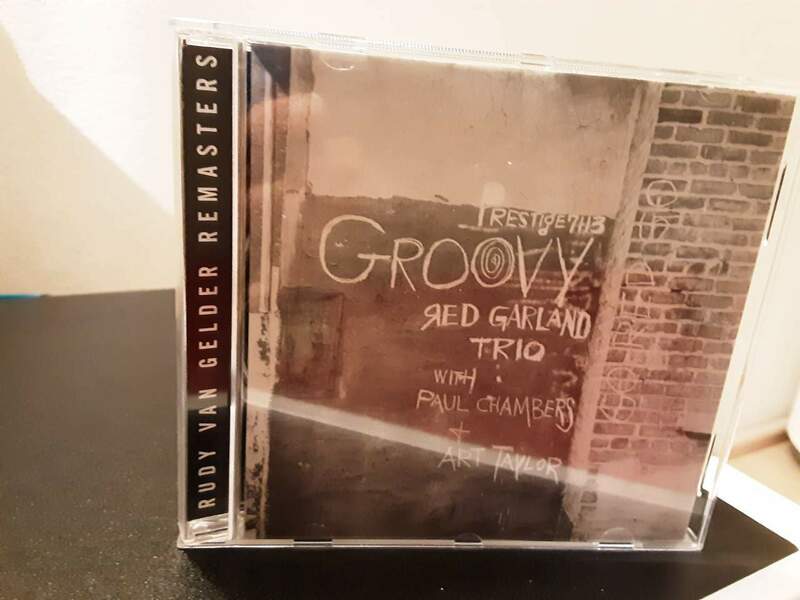 RUDY VAN GELDER REMASTERS
PRESTIGE 7113
GROOVY
RED GARLAND
TRIO
WITH
PAUL CHAMBERS
+
ART TAYLOR